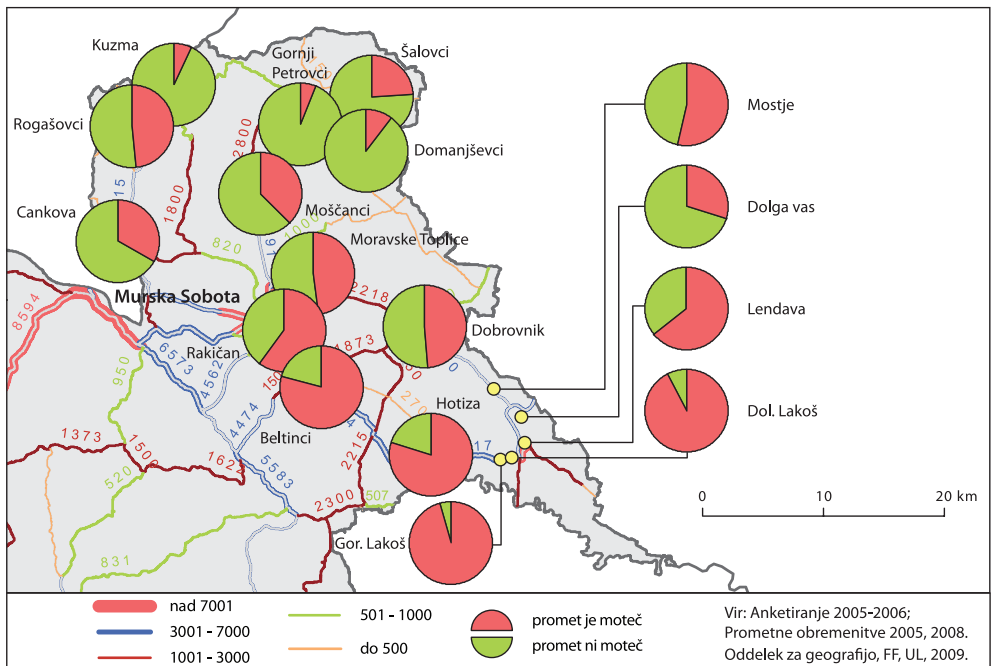 Kuzma
Gornji
Petrovci
Šalovci
Rogašovci
Domanjševci
Mostje
2800
15
1800
Cankova
Moščanci
1000
Dolga vas
820
Moravske Toplice
Murska Sobota
2218
8594
Lendava
Dobrovnik
6573
Rakičan
1873
950
4562
Hotiza
Dol. Lakoš
4474
Beltinci
1373
1500
1622
2215
17
5583
520
2300
507
0
10
20 km
Gor. Lakoš
831
nad 7001
3001 - 7000
1001 - 3000
501 - 1000
do 500
promet je moteč
promet ni moteč
Vir: Anketiranje 2005-2006;
Prometne obremenitve 2005, 2008.
Oddelek za geografijo, FF, UL, 2009.